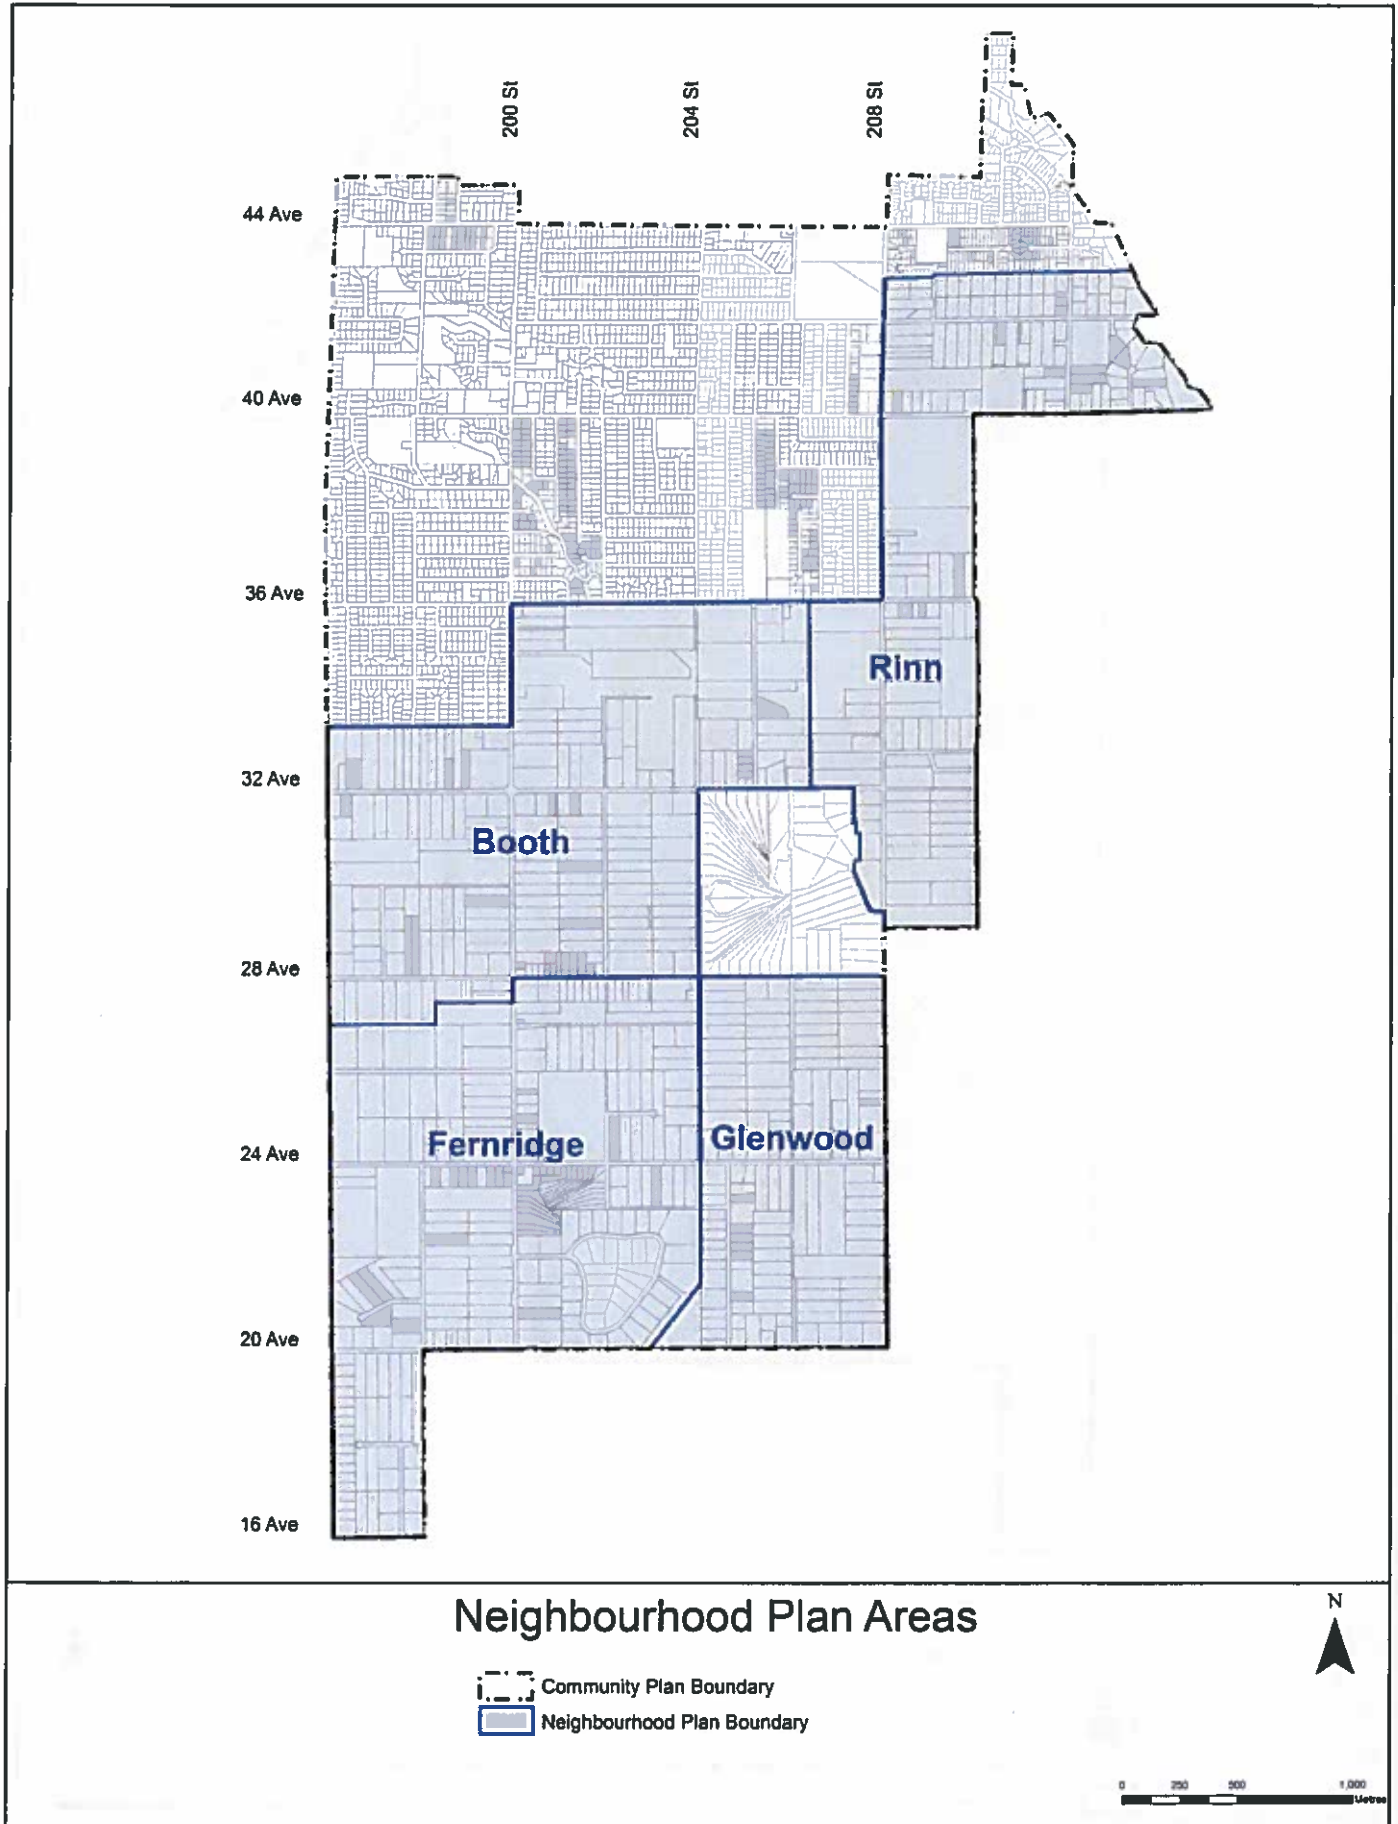 200 St
204 St
208 St
44 Ave
40 Ave
36 Ave
Rinn
32 Ave
Booth
28 Ave
24 Ave
Fernridge
Glenwood
20 Ave
16 Ave
Neighbourhood Plan Areas
N
Community Plan Boundary
Neighbourhood Plan Boundary
0 250 500 1,000
Metres